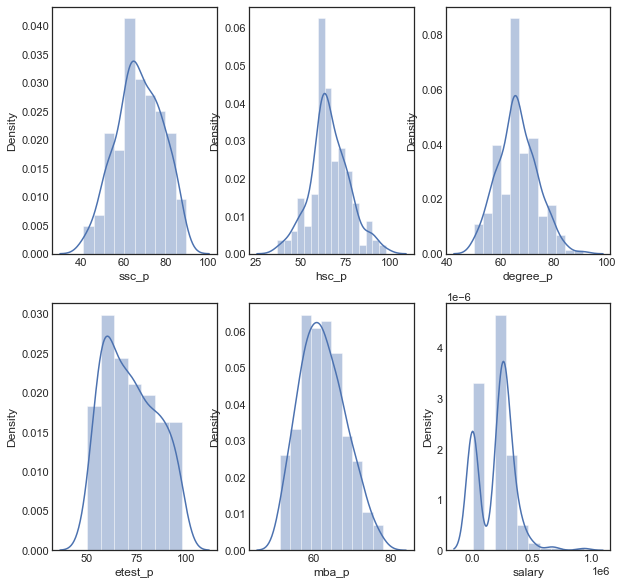 0.040
0.035
0.030
0.025
0.020
0.015
0.010
0.005
0.000
Density
40 60 80 100
ssc_p
0.06
0.05
0.04
0.03
0.02
0.01
0.00
Density
25 50 75 100
hsc_p
0.08
0.06
0.04
0.02
0.00
Density
40 60 80 100
degree_p
0.030
0.025
0.020
0.015
0.010
0.005
0.000
Density
50 75 100
etest_p
0.06
0.05
0.04
0.03
0.02
0.01
0.00
Density
60 80
mba_p
1e-6
4
3
2
1
0
Density
0.0 0.5 1.0
salary
1e6